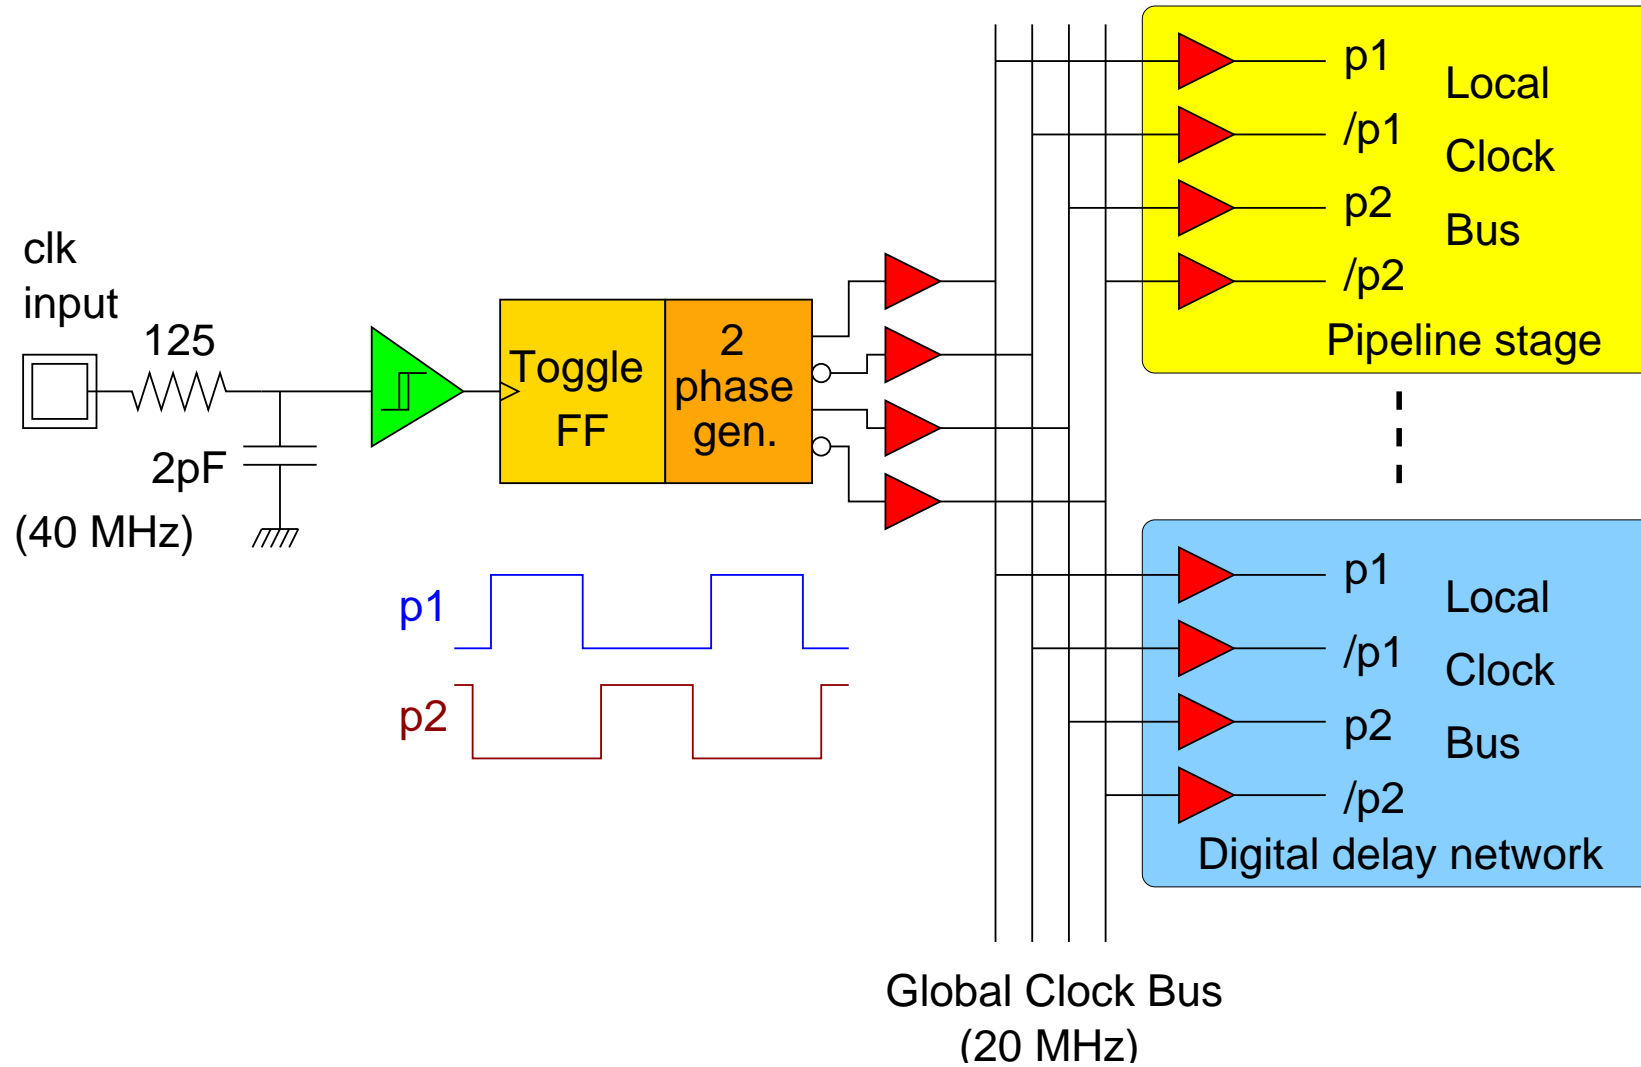 clk
input
125
2pF
(40 MHz)
Toggle
FF
2
phase
gen.
p1
p2
p1
/p1
p2
/p2
Local
Clock
Bus
Pipeline stage
p1
/p1
p2
/p2
Local
Clock
Bus
Digital delay network
Global Clock Bus
(20 MHz)